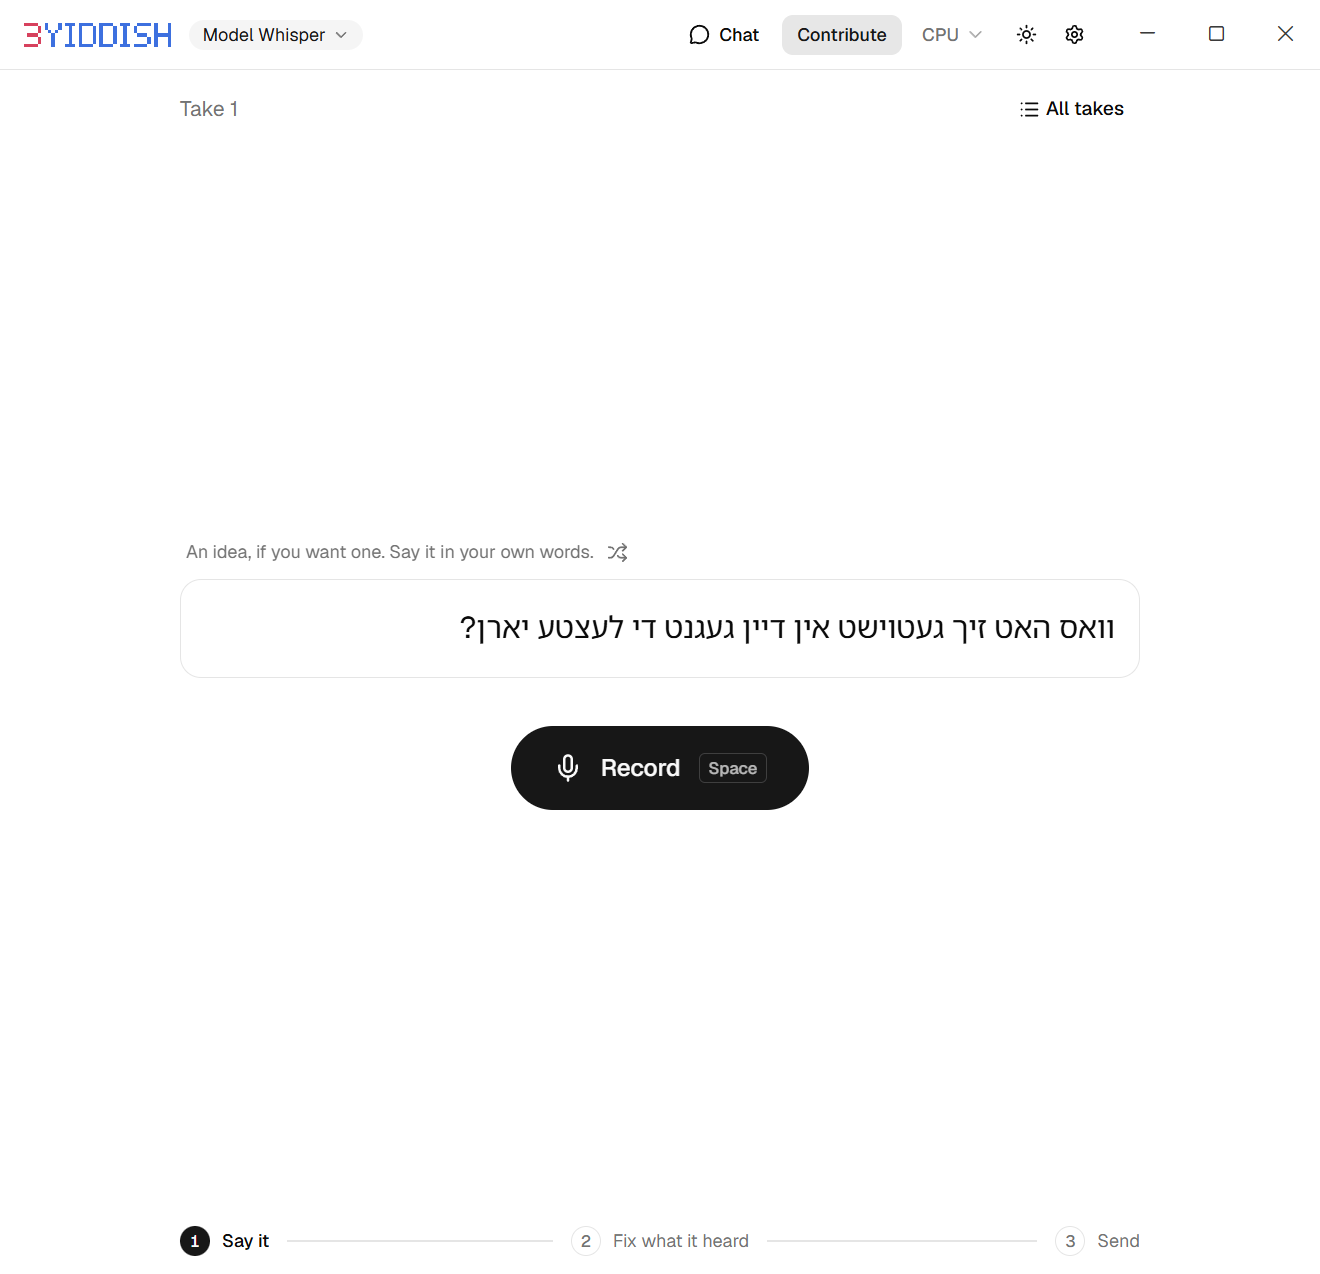 3YIDDISH
Model Whisper
Chat
Contribute
CPU
Take 1
All takes
An idea, if you want one. Say it in your own words.
וואס האט זיך געטוישט אין דיין געגנט די לעצטע יארן?
Record Space
1 Say it
2 Fix what it heard
3 Send